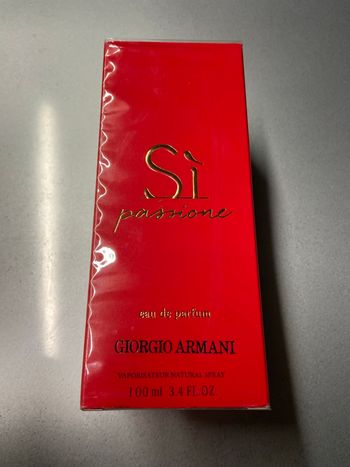 Sì
passione
eau de parfum
GIORGIO ARMANI
VAPORISATEUR NATURAL SPRAY
100 ml 3.4 FL. OZ